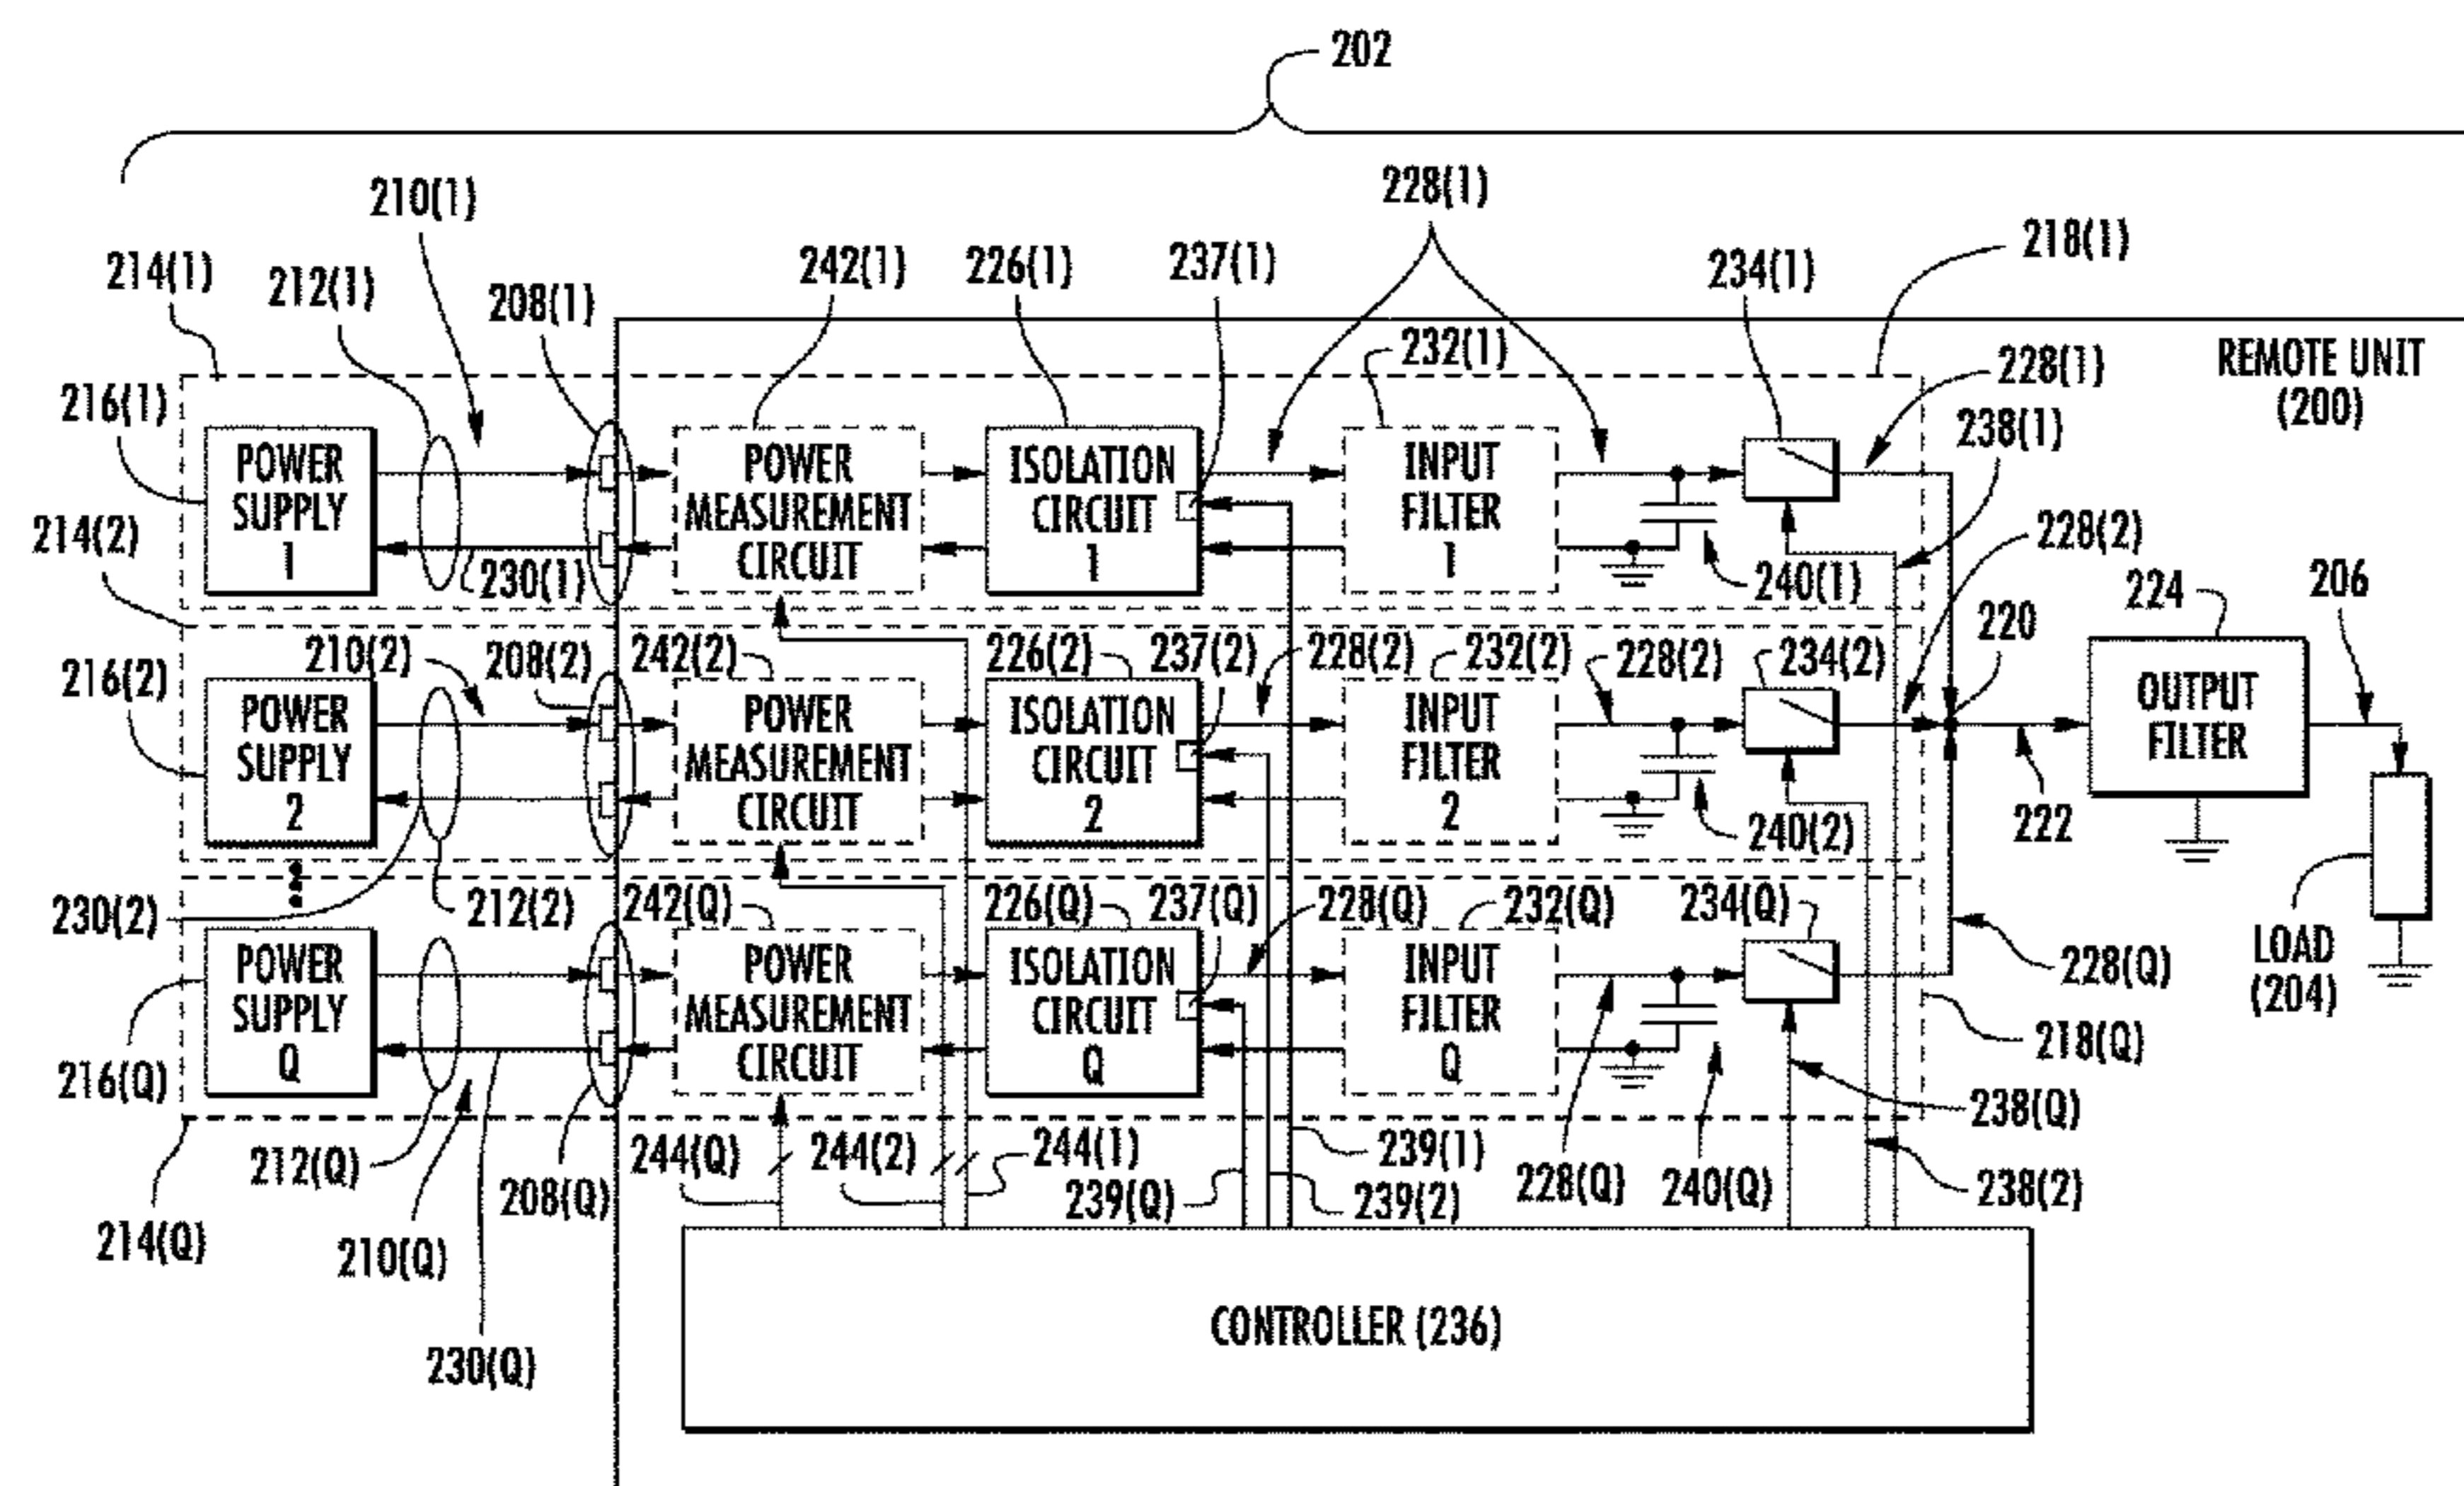 202
210(1)
228(1)
214(1)
212(1)
208(1)
242(1)
226(1)
237(1)
234(1)
218(1)
232(1)
REMOTE UNIT
(200)
216(1)
228(1)
238(1)
POWER
SUPPLY
1
POWER
MEASUREMENT
CIRCUIT
ISOLATION
CIRCUIT
1
INPUT
FILTER
1
214(2)
230(1)
240(1)
228(2)
224
206
220
216(2)
210(2)
208(2)
242(2)
226(2)
237(2)
228(2)
232(2)
228(2)
234(2)
POWER
SUPPLY
2
POWER
MEASUREMENT
CIRCUIT
ISOLATION
CIRCUIT
2
INPUT
FILTER
2
OUTPUT
FILTER
240(2)
222
230(2)
212(2)
242(Q)
226(Q)
237(Q)
228(Q)
232(Q)
234(Q)
POWER
SUPPLY
Q
POWER
MEASUREMENT
CIRCUIT
ISOLATION
CIRCUIT
Q
INPUT
FILTER
Q
228(Q)
LOAD
(204)
216(Q)
218(Q)
238(Q)
212(Q)
208(Q)
244(Q)
244(2)
244(1)
239(Q)
239(1)
239(2)
228(Q)
240(Q)
238(2)
214(Q)
210(Q)
230(Q)
CONTROLLER (236)